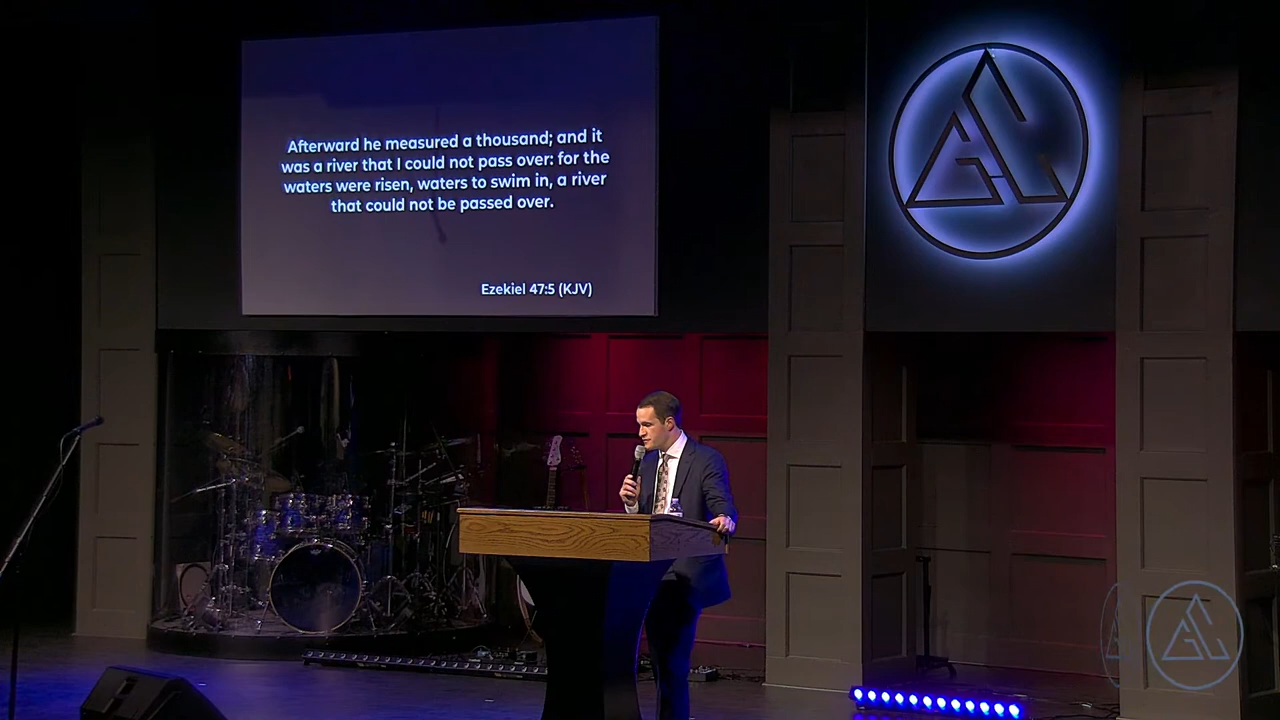 Afterward he measured a thousand; and it
was a river that I could not pass over: for the
waters were risen, waters to swim in, a river
that could not be passed over.
Ezekiel 47:5 (KJV)